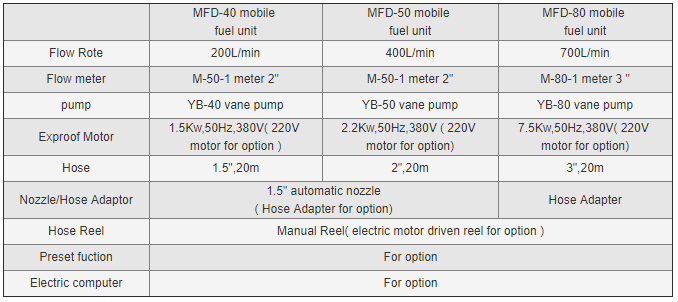 MFD-40 mobile fuel unit MFD-50 mobile fuel unit MFD-80 mobile fuel unit
Flow Rote 200L/min 400L/min 700L/min
Flow meter M-50-1 meter 2" M-50-1 meter 2" M-80-1 meter 3 "
pump YB-40 vane pump YB-50 vane pump YB-80 vane pump
Exproof Motor 1.5Kw,50Hz,380V( 220V motor for option ) 2.2Kw,50Hz,380V ( 220V motor for option) 7.5Kw,50Hz,380V( 220V motor for option)
Hose 1.5",20m 2",20m 3",20m
Nozzle/Hose Adaptor 1.5" automatic nozzle ( Hose Adapter for option) Hose Adapter
Hose Reel Manual Reel( electric motor driven reel for option )
Preset fuction For option
Electric computer For option